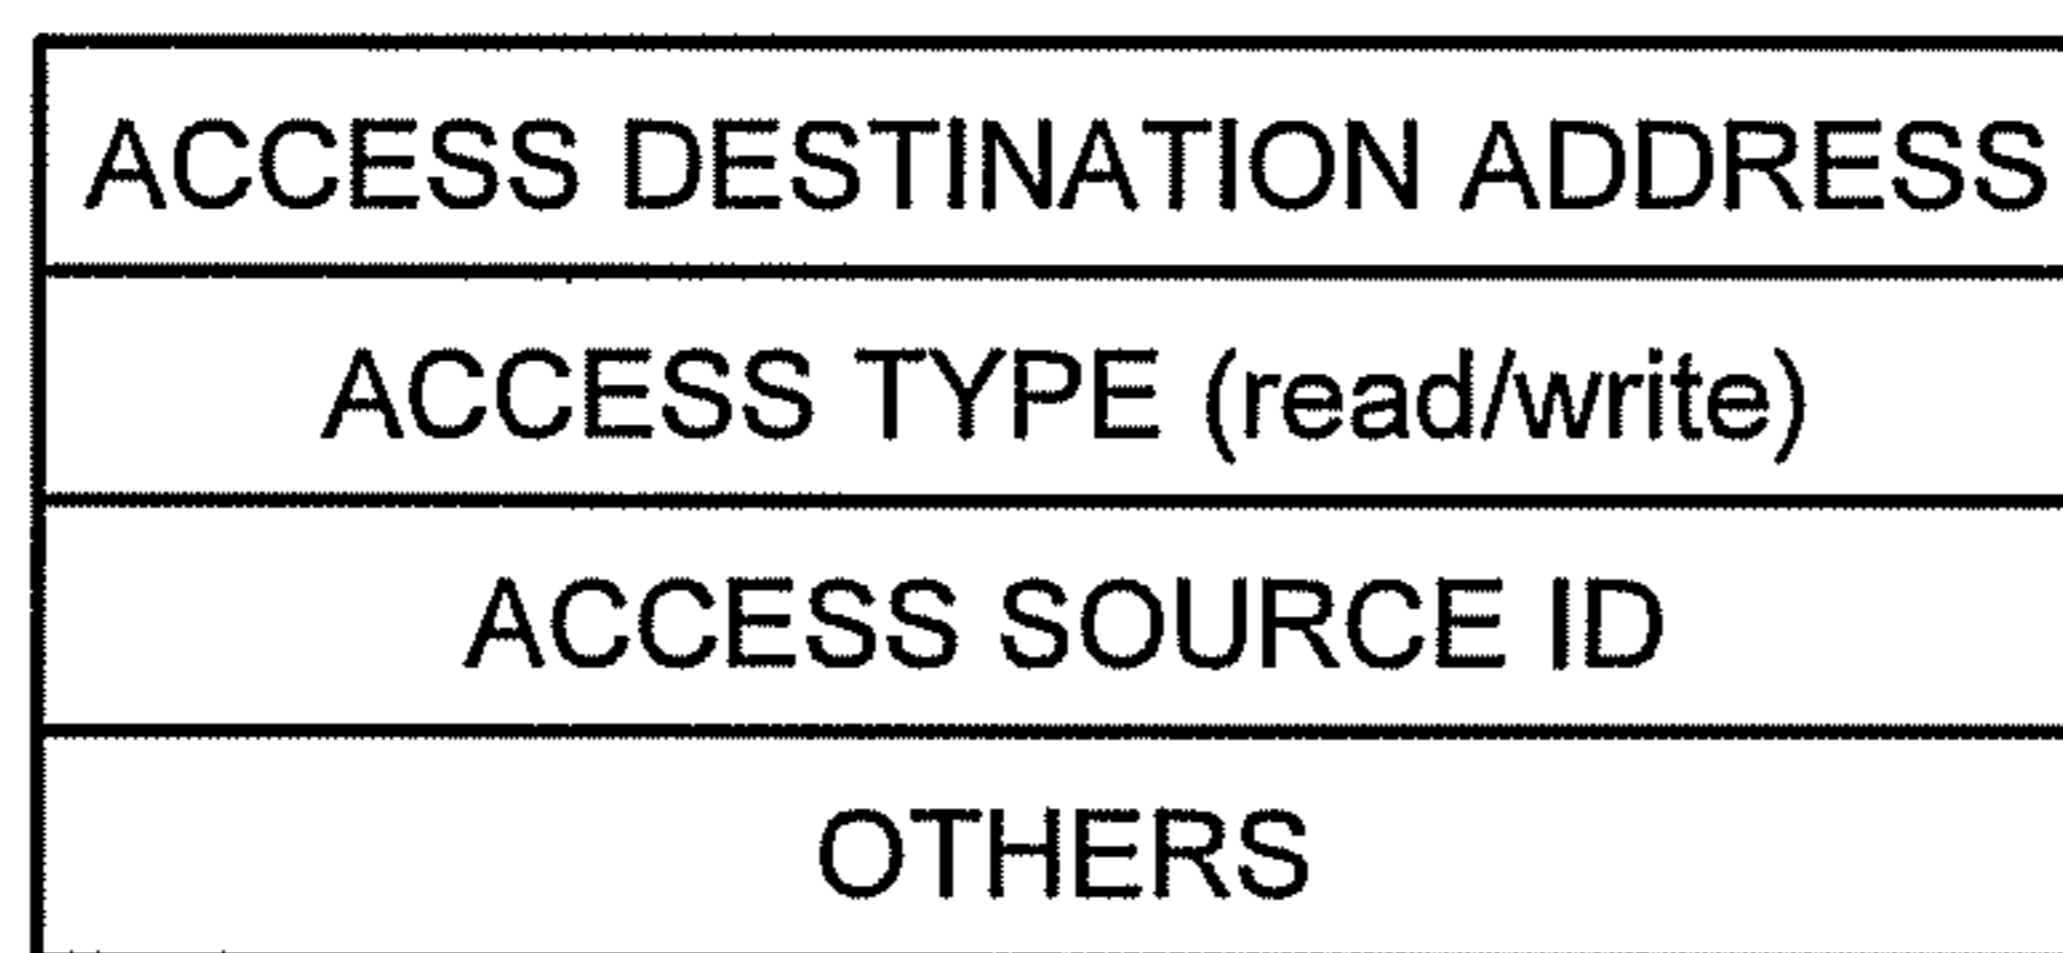 ACCESS DESTINATION ADDRESS
ACCESS TYPE (read/write)
ACCESS SOURCE ID
OTHERS